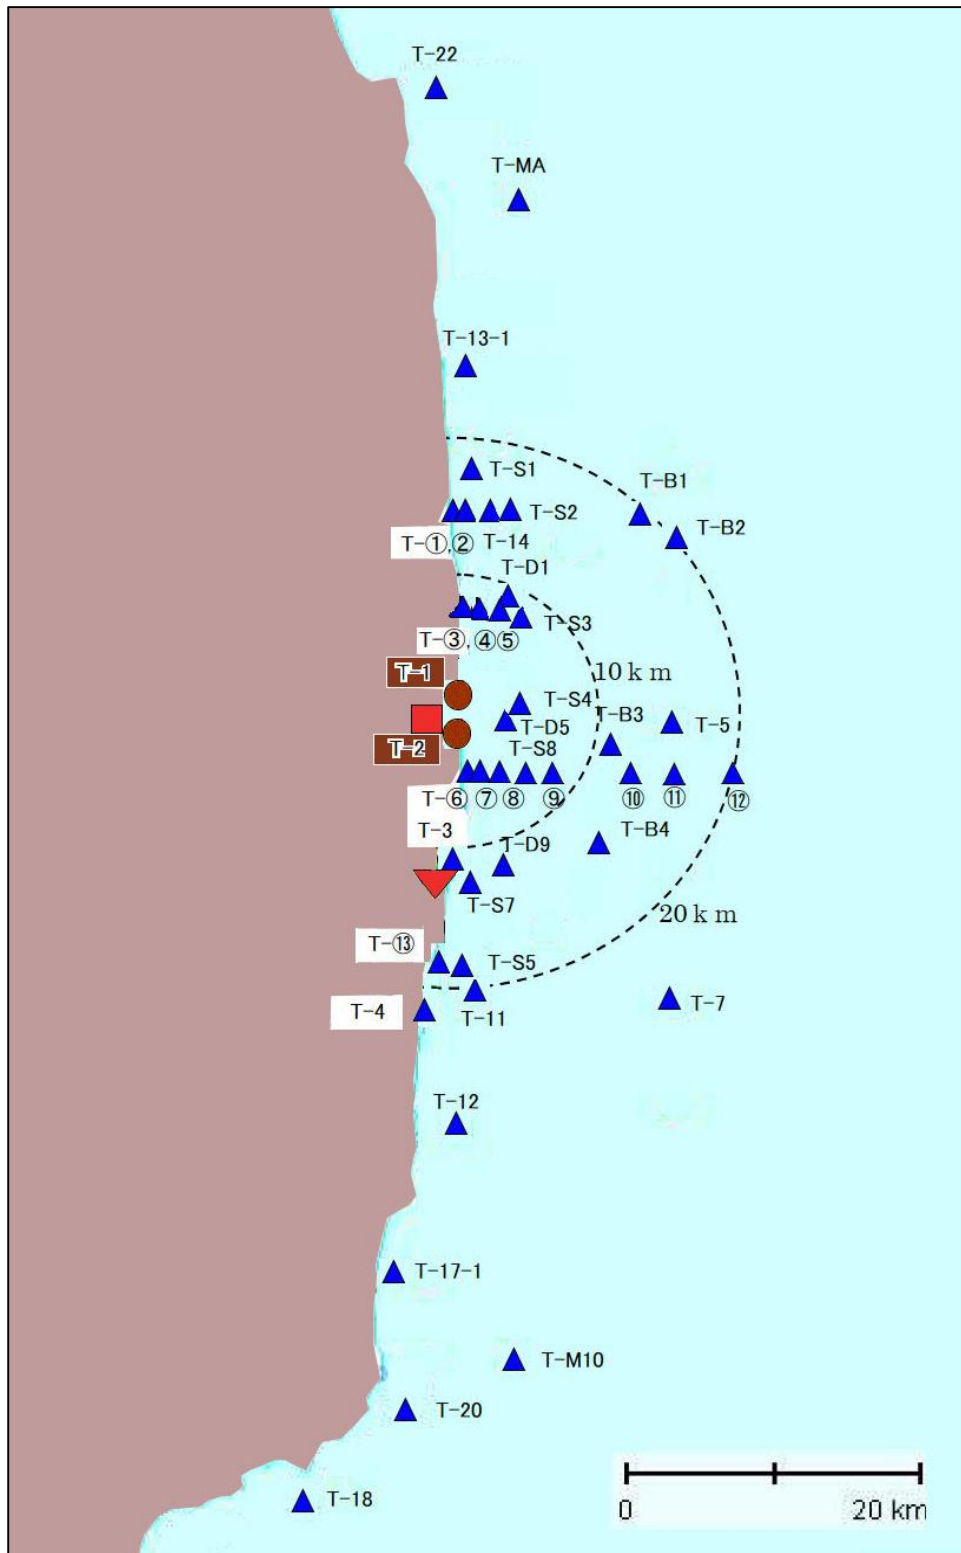 T-22
T-MA
T-13-1
T-S1
T-B1
T-S2
T-①,② T-14
T-B2
T-D1
T-③, ④⑤
T-S3
T-1
10 km
T-S4
T-B3
T-5
T-D5
T-2
T-S8
T-⑥ ⑦ ⑧ ⑨ ⑩ ⑪ ⑫
T-3
T-D9
T-B4
T-S7
20 km
T-⑬
T-S5
T-7
T-4
T-11
T-12
T-17-1
T-M10
T-20
T-18
0 20 km